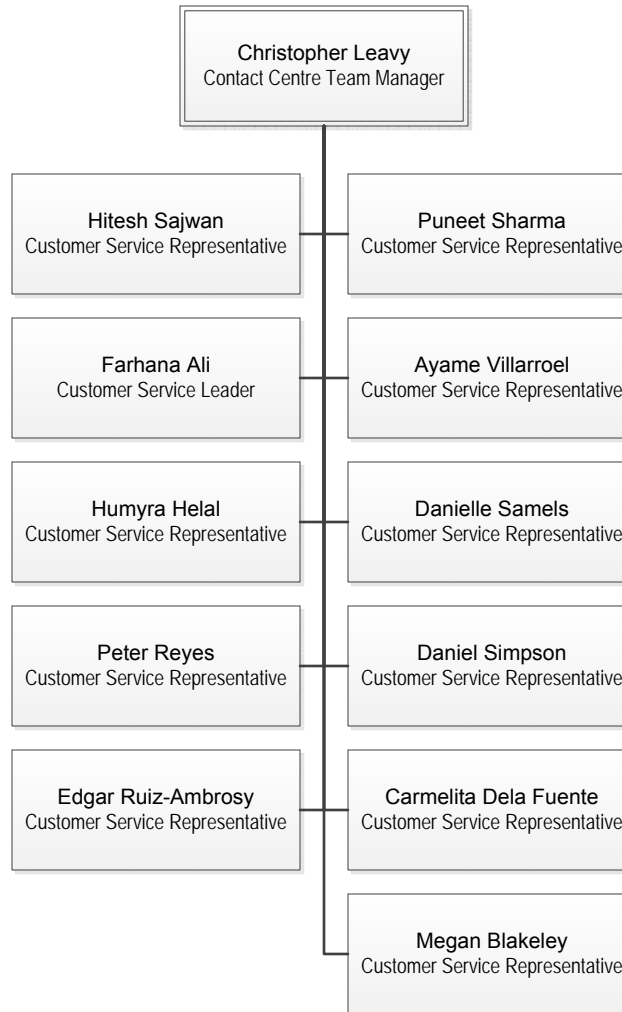 Christopher Leavy
Contact Centre Team Manager
Hitesh Sajwan
Customer Service Representative
Puneet Sharma
Customer Service Representative
Farhana Ali
Customer Service Leader
Ayame Villarroel
Customer Service Representative
Humyra Helal
Customer Service Representative
Danielle Samels
Customer Service Representative
Peter Reyes
Customer Service Representative
Daniel Simpson
Customer Service Representative
Edgar Ruiz-Ambrosy
Customer Service Representative
Carmelita Dela Fuente
Customer Service Representative
Megan Blakeley
Customer Service Representative